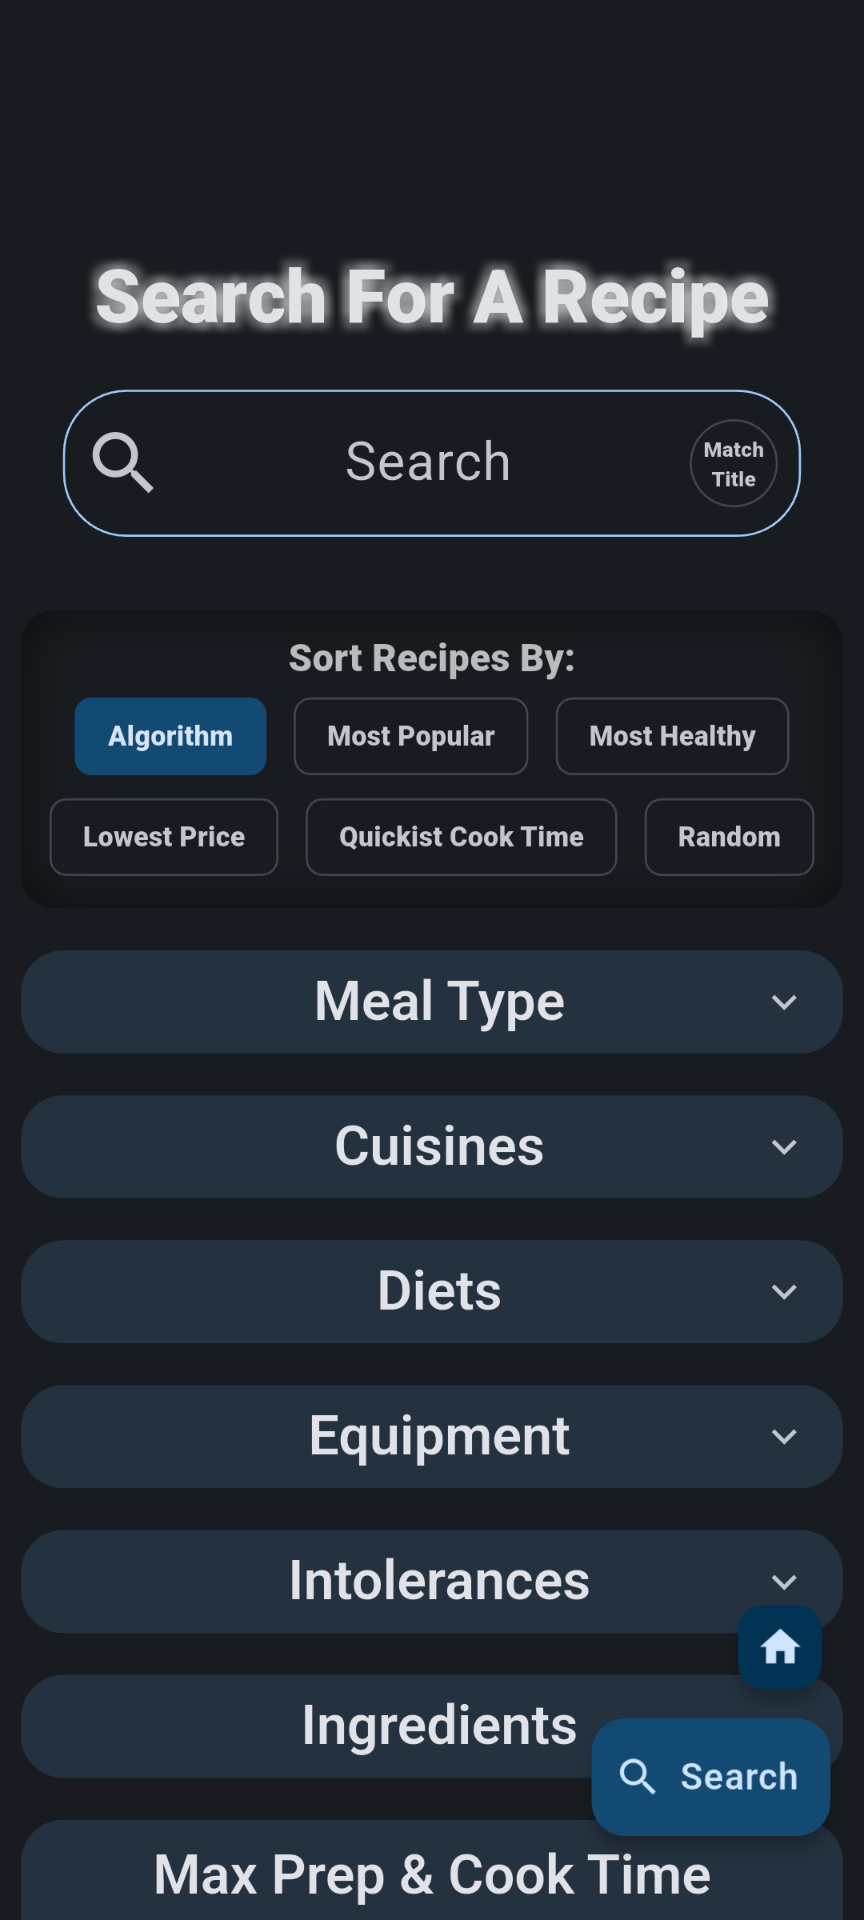 Search For A Recipe
Search
Match
Title
Sort Recipes By:
Algorithm
Most Popular
Most Healthy
Lowest Price
Quickist Cook Time
Random
Meal Type
Cuisines
Diets
Equipment
Intolerances
Ingredients
Search
Max Prep & Cook Time